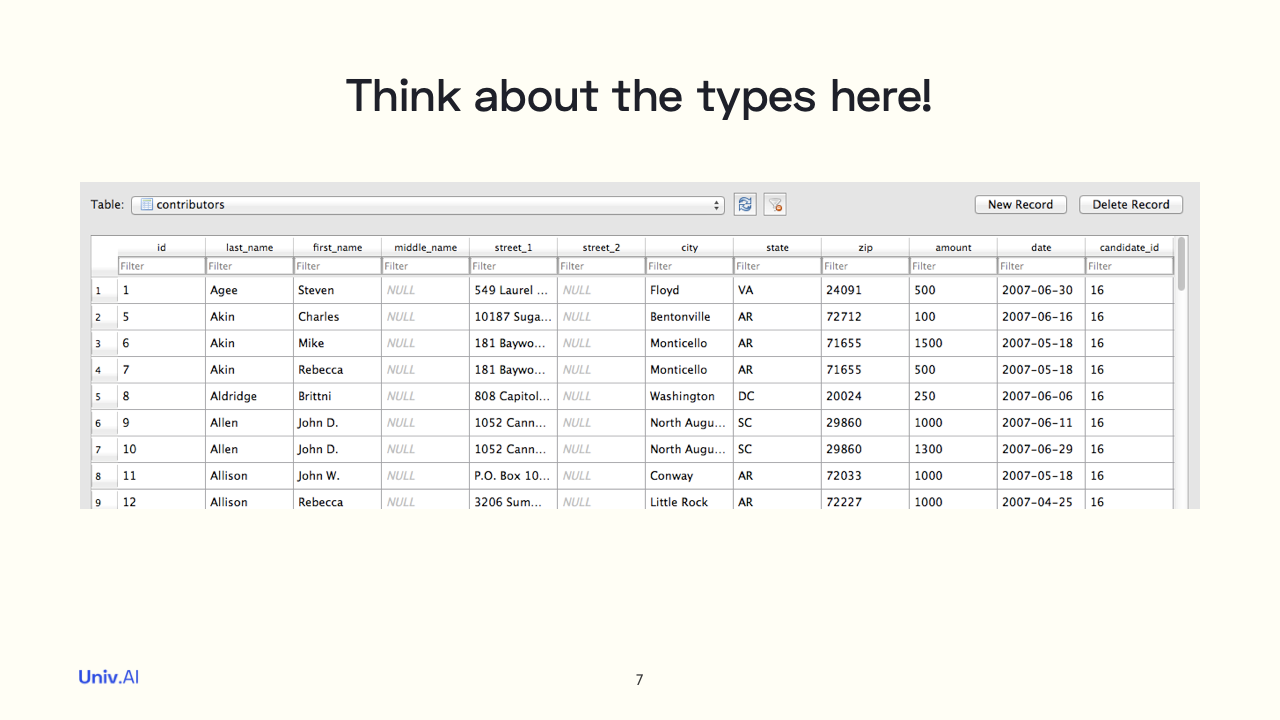 Think about the types here!
Table: contributors New Record Delete Record
id last_name first_name middle_name street_1 street_2 city state zip amount date candidate_id
Filter Filter Filter Filter Filter Filter Filter Filter Filter Filter Filter Filter
1 1 Agee Steven NULL 549 Laurel ... NULL Floyd VA 24091 500 2007-06-30 16
2 5 Akin Charles NULL 10187 Suga... NULL Bentonville AR 72712 100 2007-06-16 16
3 6 Akin Mike NULL 181 Baywo... NULL Monticello AR 71655 1500 2007-05-18 16
4 7 Akin Rebecca NULL 181 Baywo... NULL Monticello AR 71655 500 2007-05-18 16
5 8 Aldridge Brittni NULL 808 Capitol... NULL Washington DC 20024 250 2007-06-06 16
6 9 Allen John D. NULL 1052 Cann... NULL North Augu... SC 29860 1000 2007-06-11 16
7 10 Allen John D. NULL 1052 Cann... NULL North Augu... SC 29860 1300 2007-06-29 16
8 11 Allison John W. NULL P.O. Box 10... NULL Conway AR 72033 1000 2007-05-18 16
9 12 Allison Rebecca NULL 3206 Sum... NULL Little Rock AR 72227 1000 2007-04-25 16
Univ.AI 7